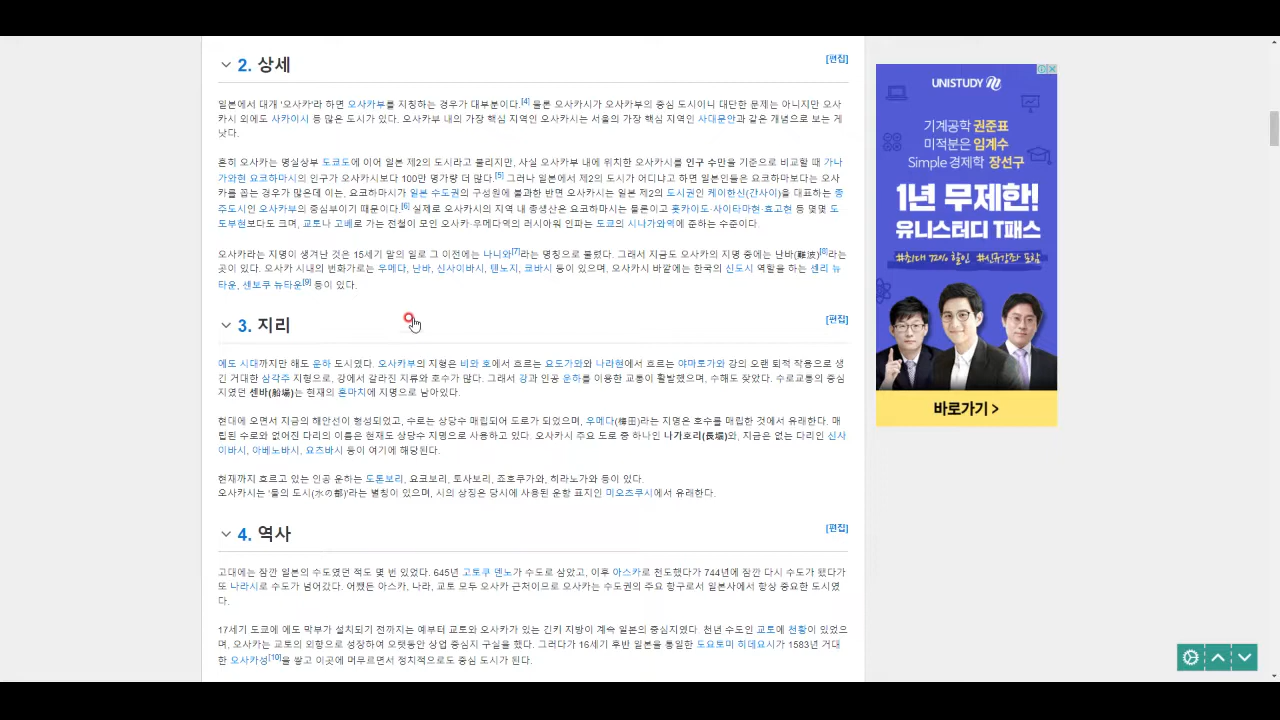 2. 상세
[편집]
일본에서 대개 '오사카'라 하면 오사카부를 지칭하는 경우가 대부분이다.[4] 물론 오사카시가 오사카부의 중심 도시이니 대단한 문제는 아니지만 오사
카시 외에도 사카이시 등 많은 도시가 있다. 오사카부 내의 가장 핵심 지역인 오사카시는 서울의 가장 핵심 지역인 사대문안과 같은 개념으로 보는 게
낫다.
흔히 오사카는 명실상부 도쿄도에 이어 일본 제2의 도시라고 불리지만, 사실 오사카부 내에 위치한 오사카시를 인구 수만을 기준으로 비교할 때 가나
가와현 요코하마시의 인구가 오사카시보다 100만 명가량 더 많다.[5] 그러나 일본에서 제2의 도시가 어디냐고 하면 일본인들은 요코하마보다는 오사
카를 꼽는 경우가 많은데 이는, 요코하마시가 일본 수도권의 구성원에 불과한 반면 오사카시는 일본 제2의 도시권인 케이한신(간사이)을 대표하는 중
주도시인 오사카부의 중심부이기 때문이다.[6] 실제로 오사카시의 지역 내 총생산은 요코하마시는 물론이고 홋카이도·사이타마현·효고현 등 몇몇 도
도부현보다도 크며, 교토나 고베로 가는 전철이 모인 오사카·우메다역의 러시아워 인파는 도쿄의 시나가와역에 준하는 수준이다.
오사카라는 지명이 생겨난 것은 15세기 말의 일로 그 이전에는 나니와[7]라는 명칭으로 불렸다. 그래서 지금도 오사카의 지명 중에는 난바(難波)[8]라는
곳이 있다. 오사카 시내의 번화가로는 우메다, 난바, 신사이바시, 텐노지, 쿄바시 등이 있으며, 오사카시 바깥에는 한국의 신도시 역할을 하는 센리 뉴
타운, 센보쿠 뉴타운[9] 등이 있다.
3. 지리
[편집]
에도 시대까지만 해도 운하 도시였다. 오사카부의 지형은 비와 호에서 흐르는 요도가와와 나라현에서 흐르는 야마토가와 강의 오랜 퇴적 작용으로 생
긴 거대한 삼각주 지형으로, 강에서 갈라진 지류와 호수가 많다. 그래서 강과 인공 운하를 이용한 교통이 활발했으며, 수해도 잦았다. 수로교통의 중심
지였던 센바(船場)는 현재의 혼마치에 지명으로 남아있다.
현대에 오면서 지금의 해안선이 형성되었고, 수로는 상당수 매립되어 도로가 되었으며, 우메다(梅田)라는 지명은 호수를 매립한 것에서 유래한다. 매
립된 수로와 없어진 다리의 이름은 현재도 상당수 지명으로 사용하고 있다. 오사카시 주요 도로 중 하나인 나가호리(長堀)와, 지금은 없는 다리인 신사
이바시, 아베노바시, 요츠바시 등이 여기에 해당된다.
현재까지 흐르고 있는 인공 운하는 도톤보리, 요코보리, 토사보리, 죠호쿠가와, 히라노가와 등이 있다.
오사카시는 '물의 도시(水の都)'라는 별칭이 있으며, 시의 상징은 당시에 사용된 운항 표지인 미오츠쿠시에서 유래한다.
4. 역사
[편집]
고대에는 잠깐 일본의 수도였던 적도 몇 번 있었다. 645년 고토쿠 덴노가 수도로 삼았고, 이후 아스카로 천도했다가 744년에 잠깐 다시 수도가 됐다가
또 나라시로 수도가 넘어갔다. 어쨌든 아스카, 나라, 교토 모두 오사카 근처이므로 오사카는 수도권의 주요 항구로서 일본사에서 항상 중요한 도시였
다.
17세기 도쿄에 에도 막부가 설치되기 전까지는 예부터 교토와 오사카가 있는 긴키 지방이 계속 일본의 중심지였다. 천년 수도인 교토에 천황이 있었으
며, 오사카는 교토의 외항으로 성장하여 오랫동안 상업 중심지 구실을 했다. 그러다가 16세기 후반 일본을 통일한 도요토미 히데요시가 1583년 거대
한 오사카성[10]을 쌓고 이곳에 머무르면서 정치적으로도 중심 도시가 된다.
UNISTUDY
기계공학 권준표
미적분은 임계수
Simple 경제학 장선구
1년 무제한!
유니스터디 T패스
#최대 72% 할인 #신규강좌 포함
바로가기 >